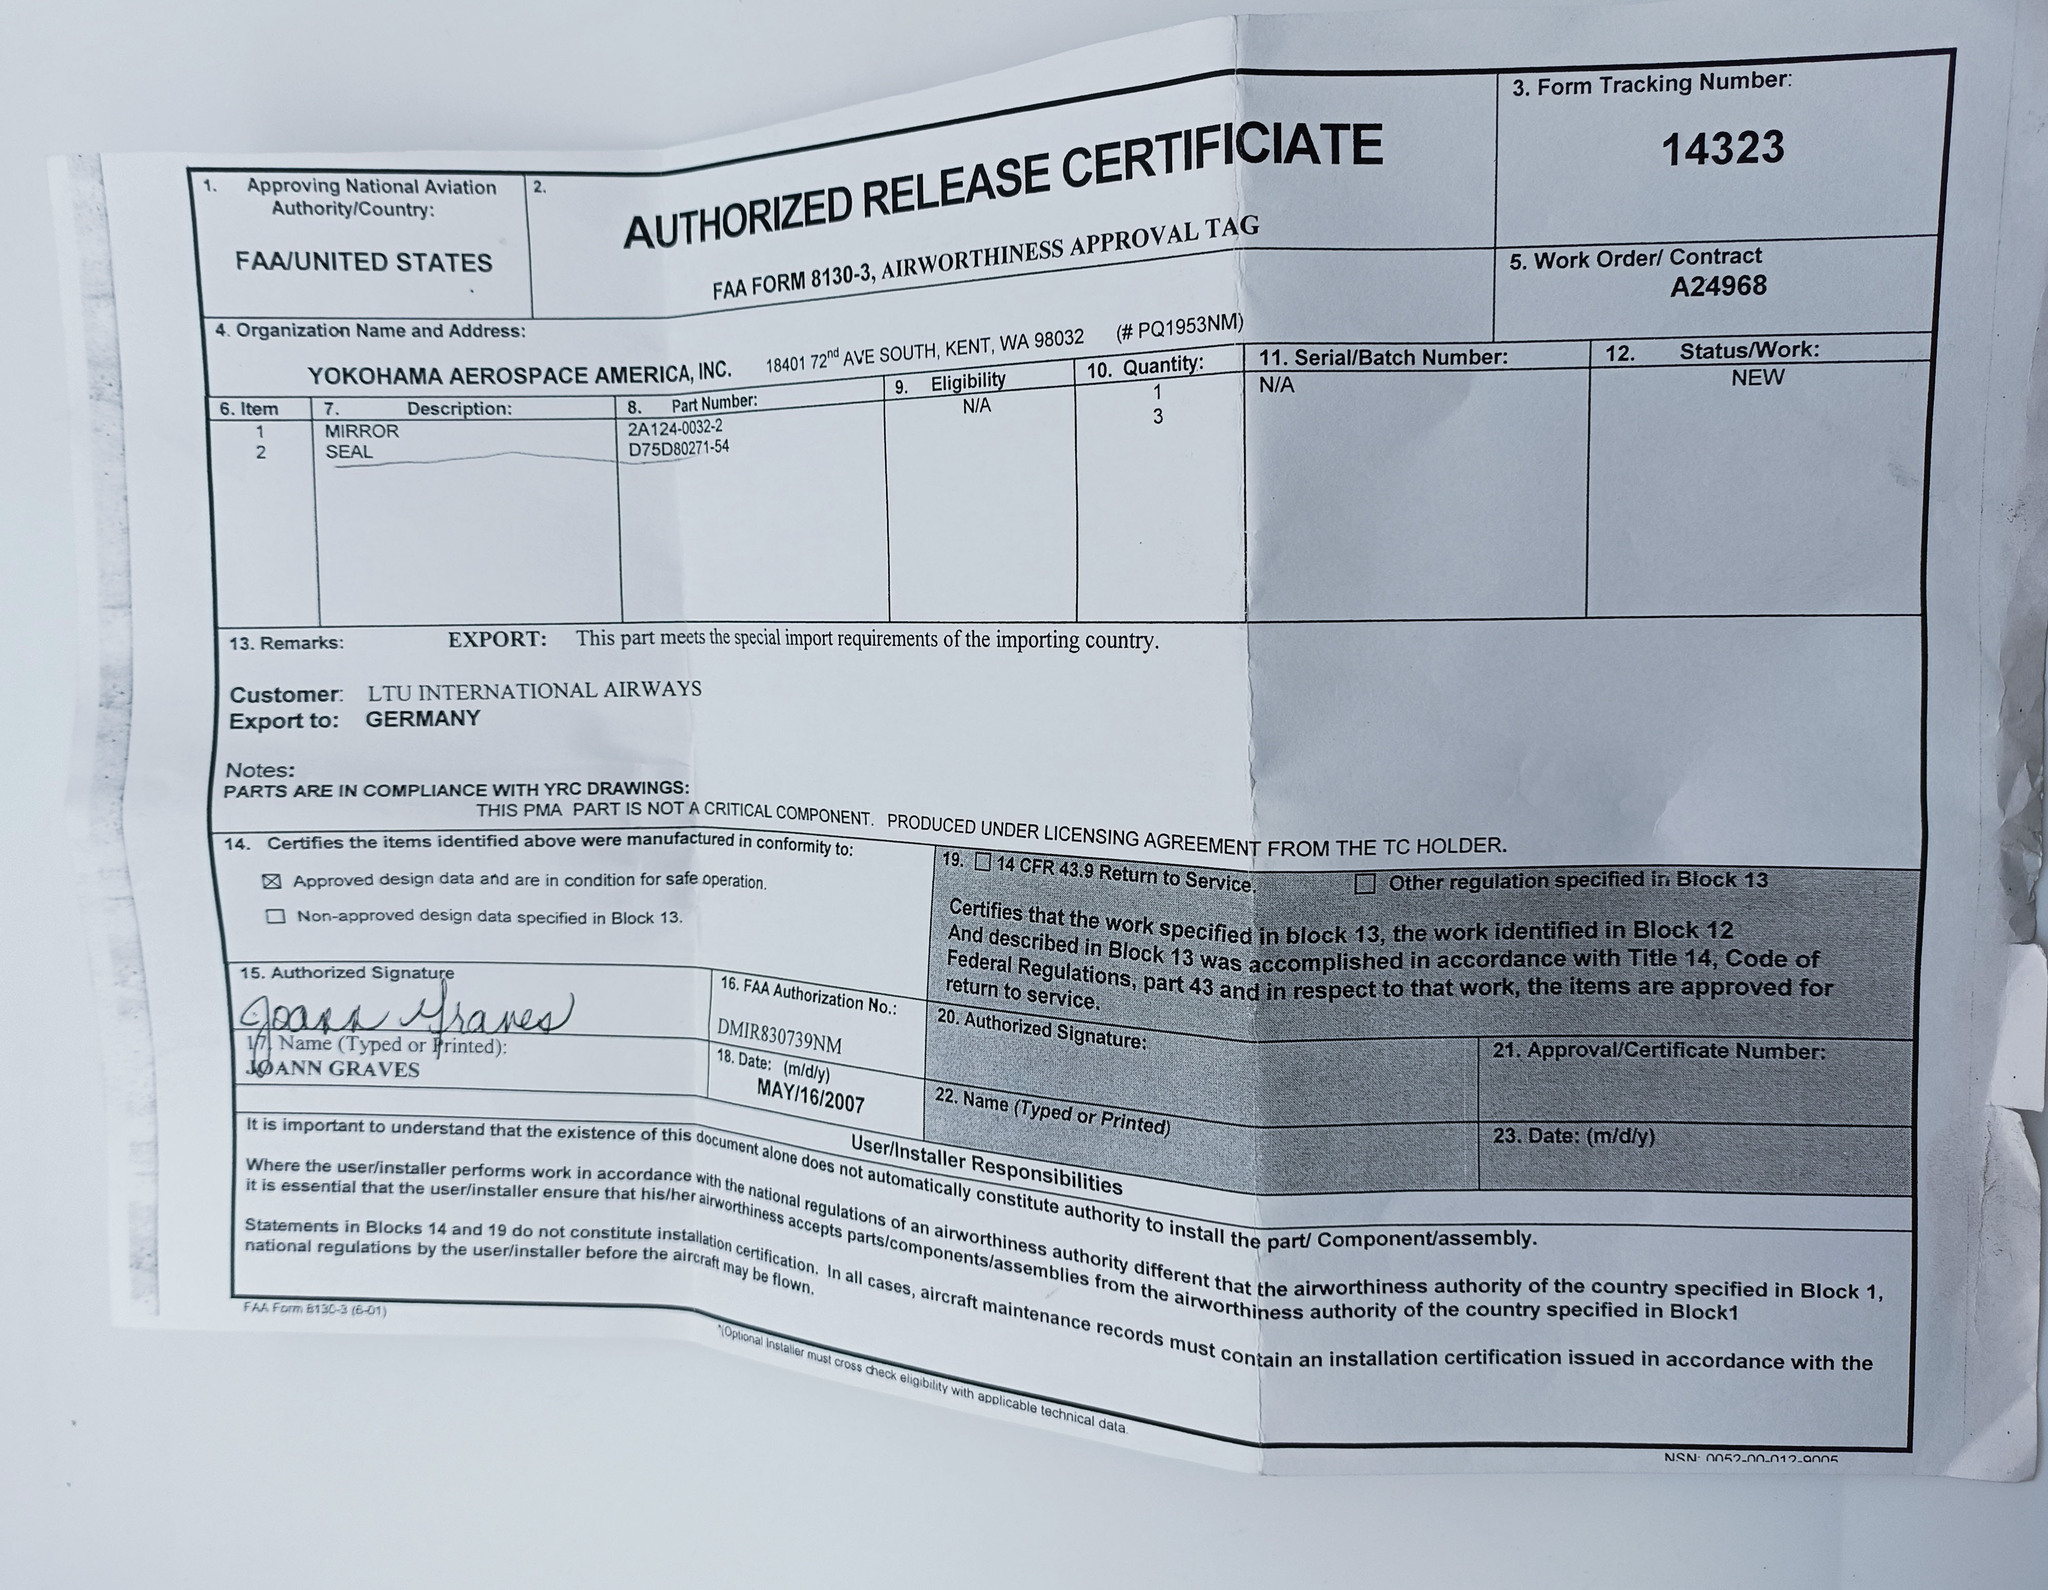 1. Approving National Aviation
Authority/Country:
FAA/UNITED STATES
2.
AUTHORIZED RELEASE CERTIFICIATE
FAA FORM 8130-3, AIRWORTHINESS APPROVAL TAG
3. Form Tracking Number:
14323
4. Organization Name and Address:
YOKOHAMA AEROSPACE AMERICA, INC. 18401 72nd AVE SOUTH, KENT, WA 98032 (# PQ1953NM)
5. Work Order/ Contract
A24968
6. Item 7. Description: 8. Part Number: 9. Eligibility 10. Quantity: 11. Serial/Batch Number: 12. Status/Work:
1 MIRROR 2A124-0032-2 N/A 1 N/A NEW
2 SEAL D75D80271-54 3
13. Remarks: EXPORT: This part meets the special import requirements of the importing country.
Customer: LTU INTERNATIONAL AIRWAYS
Export to: GERMANY
Notes:
PARTS ARE IN COMPLIANCE WITH YRC DRAWINGS:
THIS PMA PART IS NOT A CRITICAL COMPONENT. PRODUCED UNDER LICENSING AGREEMENT FROM THE TC HOLDER.
14. Certifies the items identified above were manufactured in conformity to:
☒ Approved design data and are in condition for safe operation.
☐ Non-approved design data specified in Block 13.
19. ☐ 14 CFR 43.9 Return to Service. ☐ Other regulation specified in Block 13
Certifies that the work specified in block 13, the work identified in Block 12
And described in Block 13 was accomplished in accordance with Title 14, Code of
Federal Regulations, part 43 and in respect to that work, the items are approved for
return to service.
15. Authorized Signature
Joann Graves
16. FAA Authorization No.:
DMIR830739NM
17. Name (Typed or Printed):
JOANN GRAVES
18. Date: (m/d/y)
MAY/16/2007
20. Authorized Signature:
21. Approval/Certificate Number:
22. Name (Typed or Printed)
23. Date: (m/d/y)
User/Installer Responsibilities
It is important to understand that the existence of this document alone does not automatically constitute authority to install the part/ Component/assembly.
Where the user/installer performs work in accordance with the national regulations of an airworthiness authority different that the airworthiness authority of the country specified in Block 1,
it is essential that the user/installer ensure that his/her airworthiness accepts parts/components/assemblies from the airworthiness authority of the country specified in Block1
Statements in Blocks 14 and 19 do not constitute installation certification. In all cases, aircraft maintenance records must contain an installation certification issued in accordance with the
national regulations by the user/installer before the aircraft may be flown.
FAA Form 8130-3 (6-01)
*(Optional Installer must cross check eligibility with applicable technical data.
NSN: 0052-00-012-9005